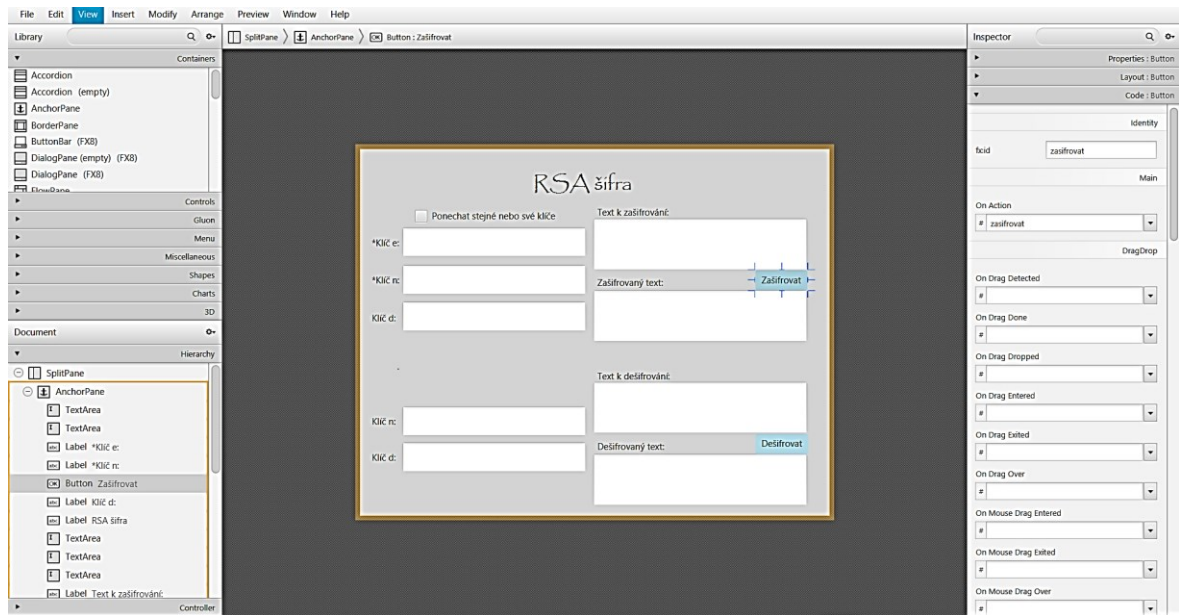 File Edit View Insert Modify Arrange Preview Window Help
Library
Containers
Accordion
Accordion (empty)
AnchorPane
BorderPane
ButtonBar (FX8)
DialogPane (empty) (FX8)
DialogPane (FX8)
FlowPane
Controls
Gluon
Menu
Miscellaneous
Shapes
Charts
3D
Document
Hierarchy
SplitPane
AnchorPane
TextArea
TextArea
Label *Klíč e:
Label *Klíč n:
Button Zašifrovat
Label Klíč d:
Label RSA šifra
TextArea
TextArea
TextArea
Label Text k zašifrování:
Controller
SplitPane AnchorPane Button : Zašifrovat
RSA šifra
Ponechat stejné nebo své klíče
*Klíč e:
*Klíč n:
Klíč d:
Text k zašifrování:
Zašifrovaný text:
Zašifrovat
Klíč n:
Klíč d:
Text k dešifrování:
Dešifrovaný text:
Dešifrovat
Inspector
Properties : Button
Layout : Button
Code : Button
Identity
fx:id zasifrovat
Main
On Action
# zasifrovat
DragDrop
On Drag Detected
#
On Drag Done
#
On Drag Dropped
#
On Drag Entered
#
On Drag Exited
#
On Drag Over
#
On Mouse Drag Entered
#
On Mouse Drag Exited
#
On Mouse Drag Over
#